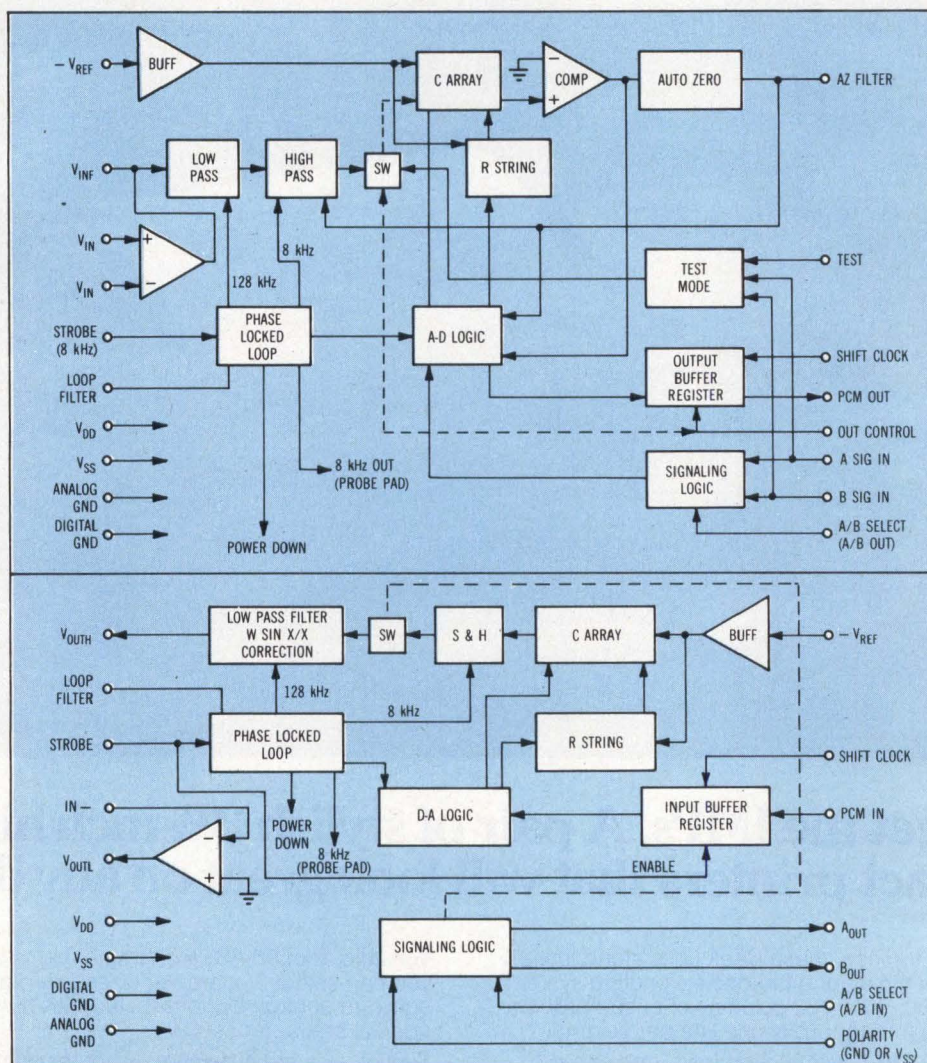 − V_REF
BUFF
C ARRAY
−
COMP
+
AUTO ZERO
AZ FILTER
V_INF
LOW
PASS
HIGH
PASS
SW
R STRING
8 kHz
V_IN
+
V_IN
−
128 kHz
TEST
MODE
TEST
STROBE
(8 kHz)
PHASE
LOCKED
LOOP
A-D LOGIC
OUTPUT
BUFFER
REGISTER
SHIFT CLOCK
PCM OUT
LOOP
FILTER
OUT CONTROL
V_DD
V_SS
8 kHz OUT
(PROBE PAD)
SIGNALING
LOGIC
A SIG IN
B SIG IN
A/B SELECT
(A/B OUT)
ANALOG
GND
DIGITAL
GND
POWER DOWN
V_OUTH
LOW PASS FILTER
W SIN X/X
CORRECTION
SW
S & H
C ARRAY
BUFF
− V_REF
LOOP
FILTER
128 kHz
8 kHz
STROBE
PHASE LOCKED
LOOP
R STRING
SHIFT CLOCK
IN −
−
V_OUTL
+
POWER
DOWN
8 kHz
(PROBE PAD)
D-A LOGIC
INPUT BUFFER
REGISTER
PCM IN
ENABLE
V_DD
V_SS
DIGITAL
GND
ANALOG
GND
SIGNALING LOGIC
A_OUT
B_OUT
A/B SELECT
(A/B IN)
POLARITY
(GND OR V_SS)